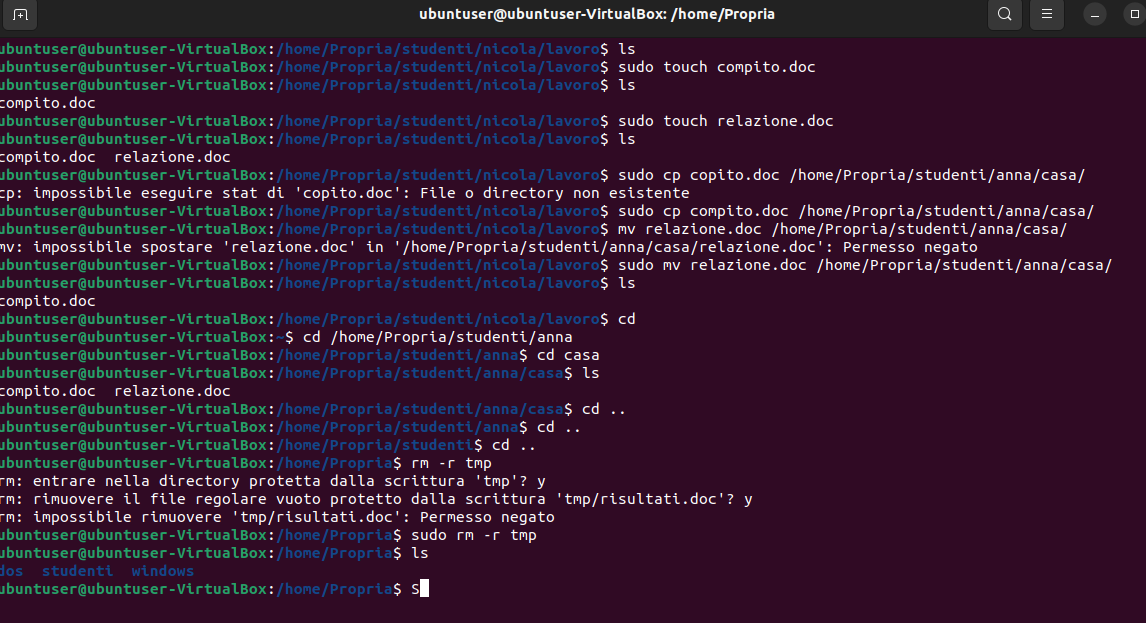 ubuntuser@ubuntuser-VirtualBox: /home/Propria
ubuntuser@ubuntuser-VirtualBox:/home/Propria/studenti/nicola/lavoro$ ls
ubuntuser@ubuntuser-VirtualBox:/home/Propria/studenti/nicola/lavoro$ sudo touch compito.doc
ubuntuser@ubuntuser-VirtualBox:/home/Propria/studenti/nicola/lavoro$ ls
compito.doc
ubuntuser@ubuntuser-VirtualBox:/home/Propria/studenti/nicola/lavoro$ sudo touch relazione.doc
ubuntuser@ubuntuser-VirtualBox:/home/Propria/studenti/nicola/lavoro$ ls
compito.doc  relazione.doc
ubuntuser@ubuntuser-VirtualBox:/home/Propria/studenti/nicola/lavoro$ sudo cp copito.doc /home/Propria/studenti/anna/casa/
cp: impossibile eseguire stat di 'copito.doc': File o directory non esistente
ubuntuser@ubuntuser-VirtualBox:/home/Propria/studenti/nicola/lavoro$ sudo cp compito.doc /home/Propria/studenti/anna/casa/
ubuntuser@ubuntuser-VirtualBox:/home/Propria/studenti/nicola/lavoro$ mv relazione.doc /home/Propria/studenti/anna/casa/
mv: impossibile spostare 'relazione.doc' in '/home/Propria/studenti/anna/casa/relazione.doc': Permesso negato
ubuntuser@ubuntuser-VirtualBox:/home/Propria/studenti/nicola/lavoro$ sudo mv relazione.doc /home/Propria/studenti/anna/casa/
ubuntuser@ubuntuser-VirtualBox:/home/Propria/studenti/nicola/lavoro$ ls
compito.doc
ubuntuser@ubuntuser-VirtualBox:/home/Propria/studenti/nicola/lavoro$ cd
ubuntuser@ubuntuser-VirtualBox:~$ cd /home/Propria/studenti/anna
ubuntuser@ubuntuser-VirtualBox:/home/Propria/studenti/anna$ cd casa
ubuntuser@ubuntuser-VirtualBox:/home/Propria/studenti/anna/casa$ ls
compito.doc  relazione.doc
ubuntuser@ubuntuser-VirtualBox:/home/Propria/studenti/anna/casa$ cd ..
ubuntuser@ubuntuser-VirtualBox:/home/Propria/studenti/anna$ cd ..
ubuntuser@ubuntuser-VirtualBox:/home/Propria/studenti$ cd ..
ubuntuser@ubuntuser-VirtualBox:/home/Propria$ rm -r tmp
rm: entrare nella directory protetta dalla scrittura 'tmp'? y
rm: rimuovere il file regolare vuoto protetto dalla scrittura 'tmp/risultati.doc'? y
rm: impossibile rimuovere 'tmp/risultati.doc': Permesso negato
ubuntuser@ubuntuser-VirtualBox:/home/Propria$ sudo rm -r tmp
ubuntuser@ubuntuser-VirtualBox:/home/Propria$ ls
dos  studenti  windows
ubuntuser@ubuntuser-VirtualBox:/home/Propria$ S